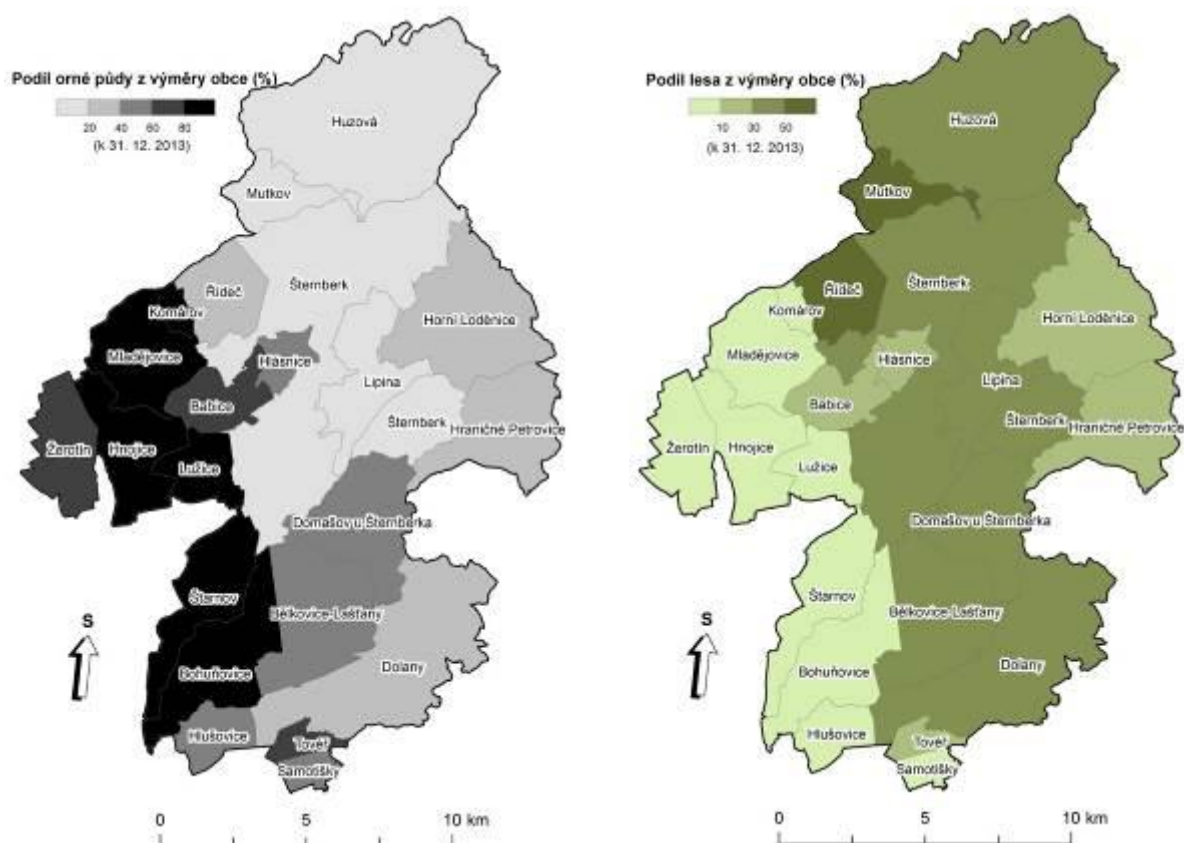 Podíl orné půdy z výměry obce (%)
20 40 60 80
(k 31. 12. 2013)
Huzová
Mutkov
Řídeč
Šternberk
Komárov
Horní Loděnice
Mladějovice
Hlásnice
Lipina
Babice
Šternberk
Hraničné Petrovice
Žerotín
Hnojice
Lužice
Domašov u Šternberka
Štarnov
Bělkovice-Lašťany
S
Dolany
Bohuňovice
Hlušovice
Tovéř
Samotišky
0 5 10 km
Podíl lesa z výměry obce (%)
10 30 50
(k 31. 12. 2013)
Huzová
Mutkov
Řídeč
Šternberk
Komárov
Horní Loděnice
Mladějovice
Hlásnice
Lipina
Babice
Šternberk
Hraničné Petrovice
Žerotín
Hnojice
Lužice
Domašov u Šternberka
Štarnov
Bělkovice-Lašťany
S
Dolany
Bohuňovice
Hlušovice
Tovéř
Samotišky
0 5 10 km